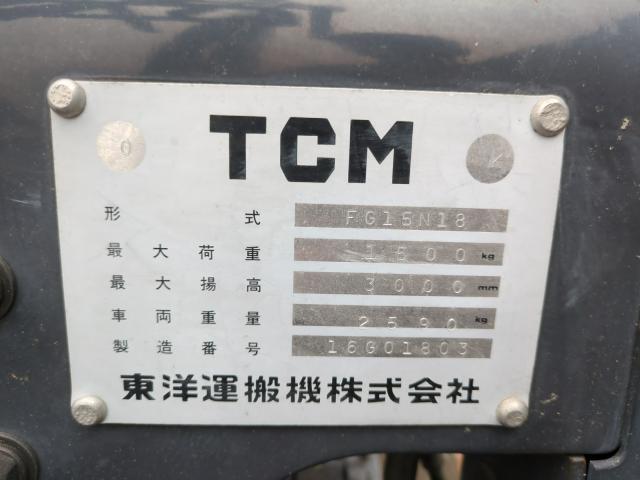 TCM
形式 FG15N18
最大荷重 1500 kg
最大揚高 3000 mm
車両重量 2590 kg
製造番号 16G01803
東洋運搬機株式会社